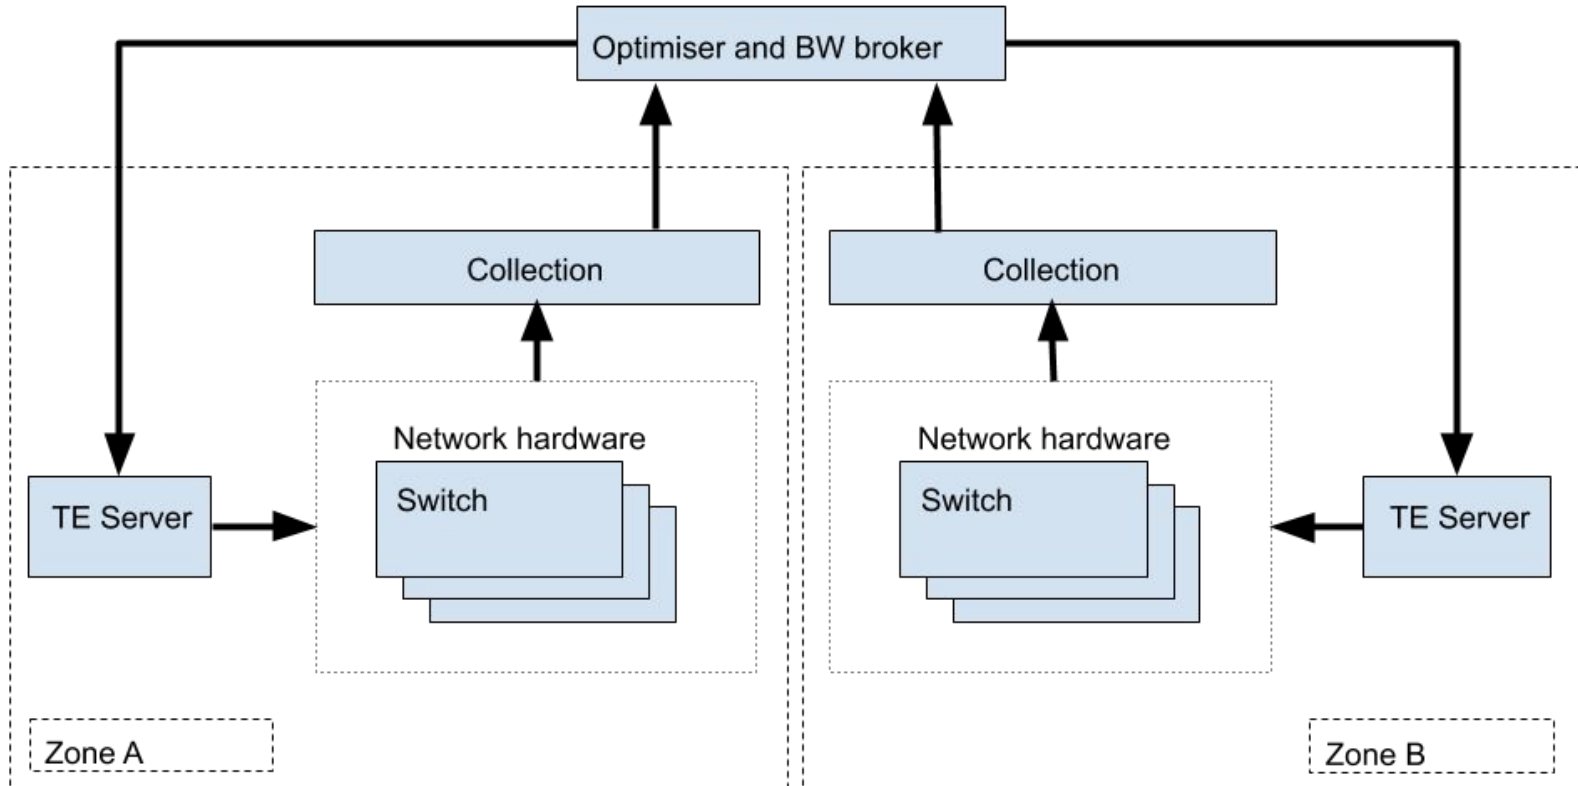 Optimiser and BW broker
Collection
Collection
Network hardware
Network hardware
Switch
Switch
TE Server
TE Server
Zone A
Zone B